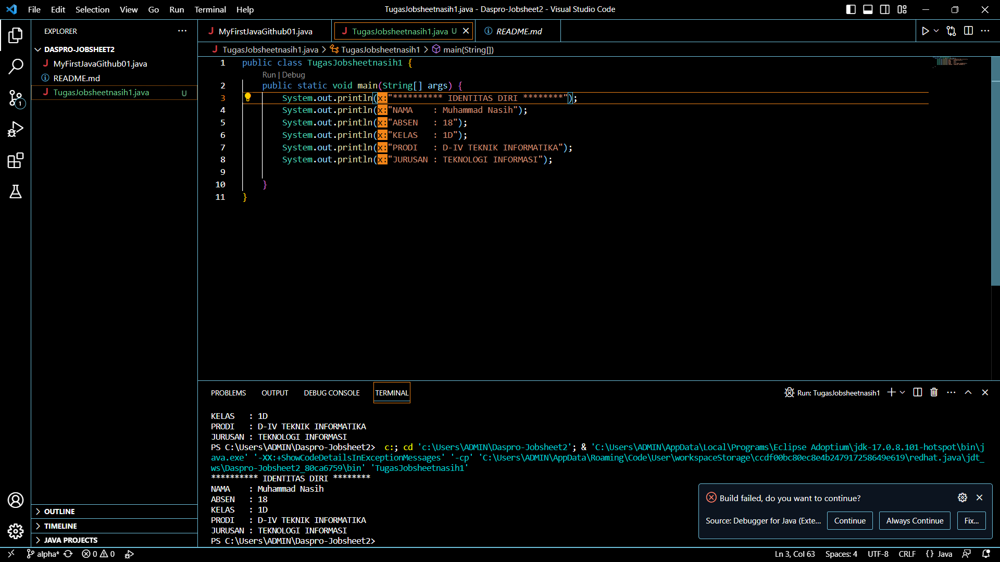 File Edit Selection View Go Run Terminal Help
TugasJobsheetnasih1.java - Daspro-Jobsheet2 - Visual Studio Code
EXPLORER
DASPRO-JOBSHEET2
J MyFirstJavaGithub01.java
README.md
J TugasJobsheetnasih1.java U
1
OUTLINE
TIMELINE
JAVA PROJECTS
J MyFirstJavaGithub01.java
J TugasJobsheetnasih1.java U
README.md
J TugasJobsheetnasih1.java > TugasJobsheetnasih1 > main(String[])
1 public class TugasJobsheetnasih1 {
Run | Debug
2 public static void main(String[] args) {
3 System.out.println(x:"********** IDENTITAS DIRI ********");
4 System.out.println(x:"NAMA    : Muhammad Nasih");
5 System.out.println(x:"ABSEN   : 18");
6 System.out.println(x:"KELAS   : 1D");
7 System.out.println(x:"PRODI   : D-IV TEKNIK INFORMATIKA");
8 System.out.println(x:"JURUSAN : TEKNOLOGI INFORMASI");
9
10 }
11 }
PROBLEMS OUTPUT DEBUG CONSOLE TERMINAL
Run: TugasJobsheetnasih1
KELAS   : 1D
PRODI   : D-IV TEKNIK INFORMATIKA
JURUSAN : TEKNOLOGI INFORMASI
PS C:\Users\ADMIN\Daspro-Jobsheet2>  c:; cd 'c:\Users\ADMIN\Daspro-Jobsheet2'; & 'C:\Users\ADMIN\AppData\Local\Programs\Eclipse Adoptium\jdk-17.0.8.101-hotspot\bin\j
ava.exe' '-XX:+ShowCodeDetailsInExceptionMessages' '-cp' 'C:\Users\ADMIN\AppData\Roaming\Code\User\workspaceStorage\ccdf00bc80ec8e4b247917258649e619\redhat.java\jdt_
ws\Daspro-Jobsheet2_80ca6759\bin' 'TugasJobsheetnasih1'
********** IDENTITAS DIRI ********
NAMA    : Muhammad Nasih
ABSEN   : 18
KELAS   : 1D
PRODI   : D-IV TEKNIK INFORMATIKA
JURUSAN : TEKNOLOGI INFORMASI
PS C:\Users\ADMIN\Daspro-Jobsheet2>
Build failed, do you want to continue?
Source: Debugger for Java (Exte...
Continue
Always Continue
Fix...
alpha* 0 0
Ln 3, Col 63 Spaces: 4 UTF-8 CRLF {} Java